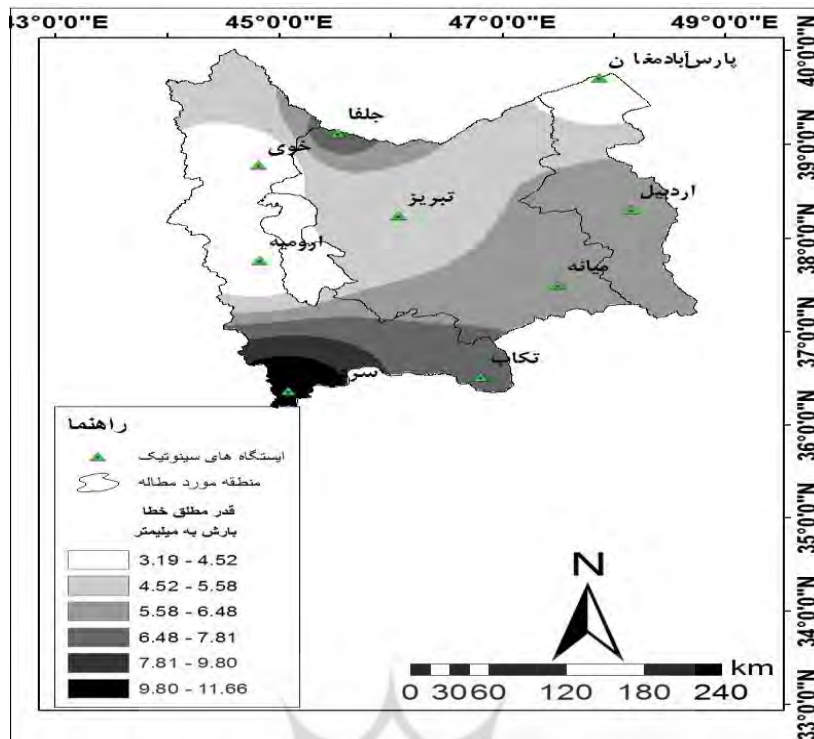 43°0'0"E 45°0'0"E 47°0'0"E 49°0'0"E
40°0'0"N
39°0'0"N
38°0'0"N
37°0'0"N
36°0'0"N
35°0'0"N
34°0'0"N
33°0'0"N
پارس‌آبادمغان
جلفا
خوی
اردبیل
تبریز
ارومیه
میانه
تکاب
راهنما
ایستگاه های سینوتیک
منطقه مورد مطاله
قدر مطلق خطا
بارش به میلیمتر
3.19 - 4.52
4.52 - 5.58
5.58 - 6.48
6.48 - 7.81
7.81 - 9.80
9.80 - 11.66
N
km
0 30 60 120 180 240